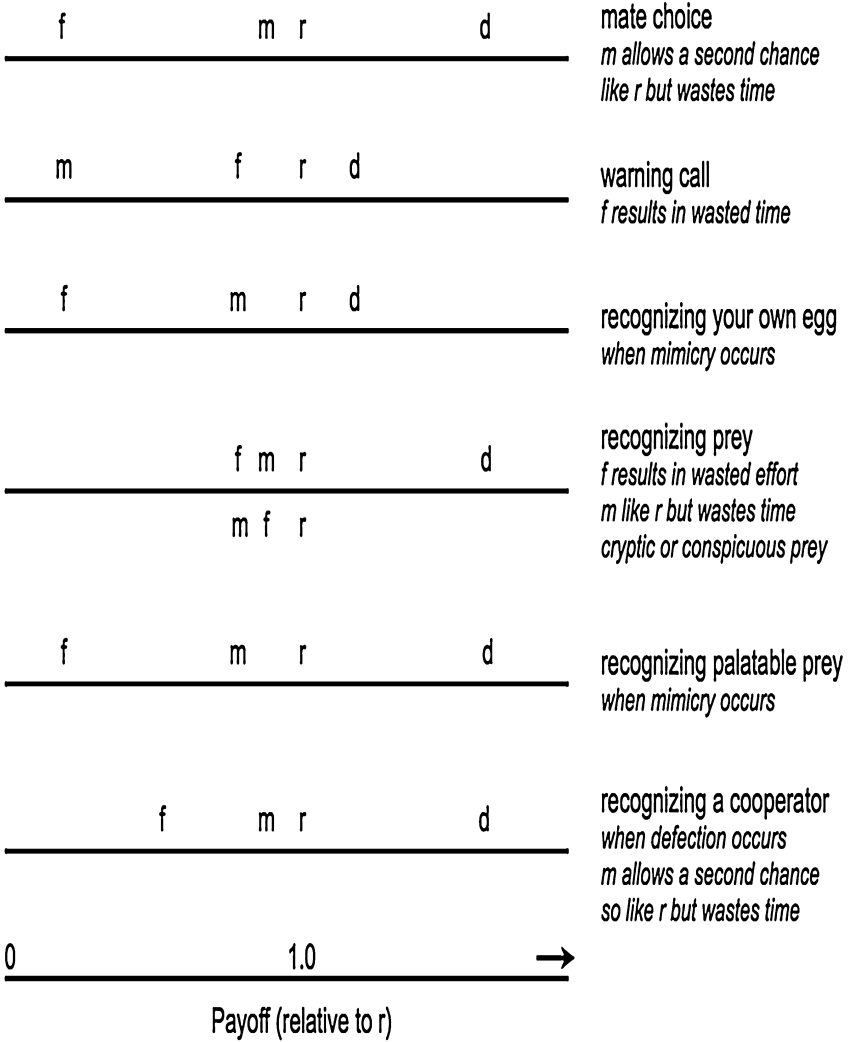 f m r d
mate choice
m allows a second chance
like r but wastes time
m f r d
warning call
f results in wasted time
f m r d
recognizing your own egg
when mimicry occurs
f m r d
recognizing prey
f results in wasted effort
m like r but wastes time
m f r
cryptic or conspicuous prey
f m r d
recognizing palatable prey
when mimicry occurs
f m r d
recognizing a cooperator
when defection occurs
m allows a second chance
so like r but wastes time
0 1.0
Payoff (relative to r)